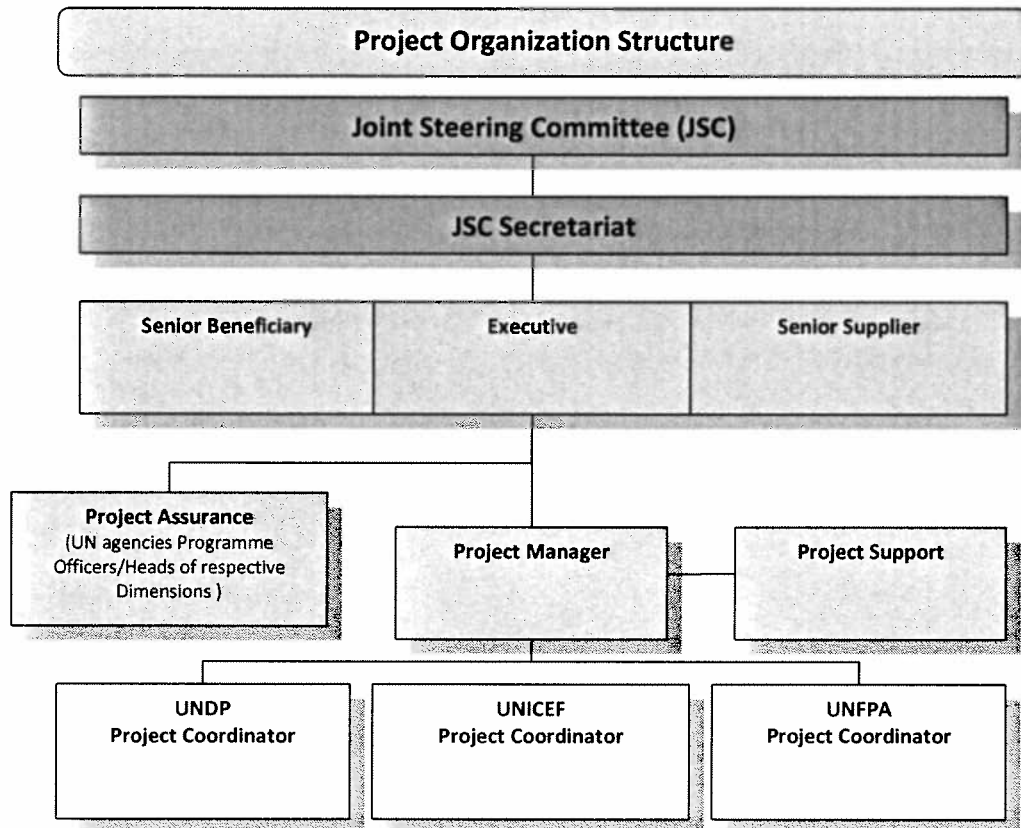 Project Organization Structure
Joint Steering Committee (JSC)
JSC Secretariat
Senior Beneficiary
Executive
Senior Supplier
Project Assurance
(UN agencies Programme
Officers/Heads of respective
Dimensions )
Project Manager
Project Support
UNDP
Project Coordinator
UNICEF
Project Coordinator
UNFPA
Project Coordinator